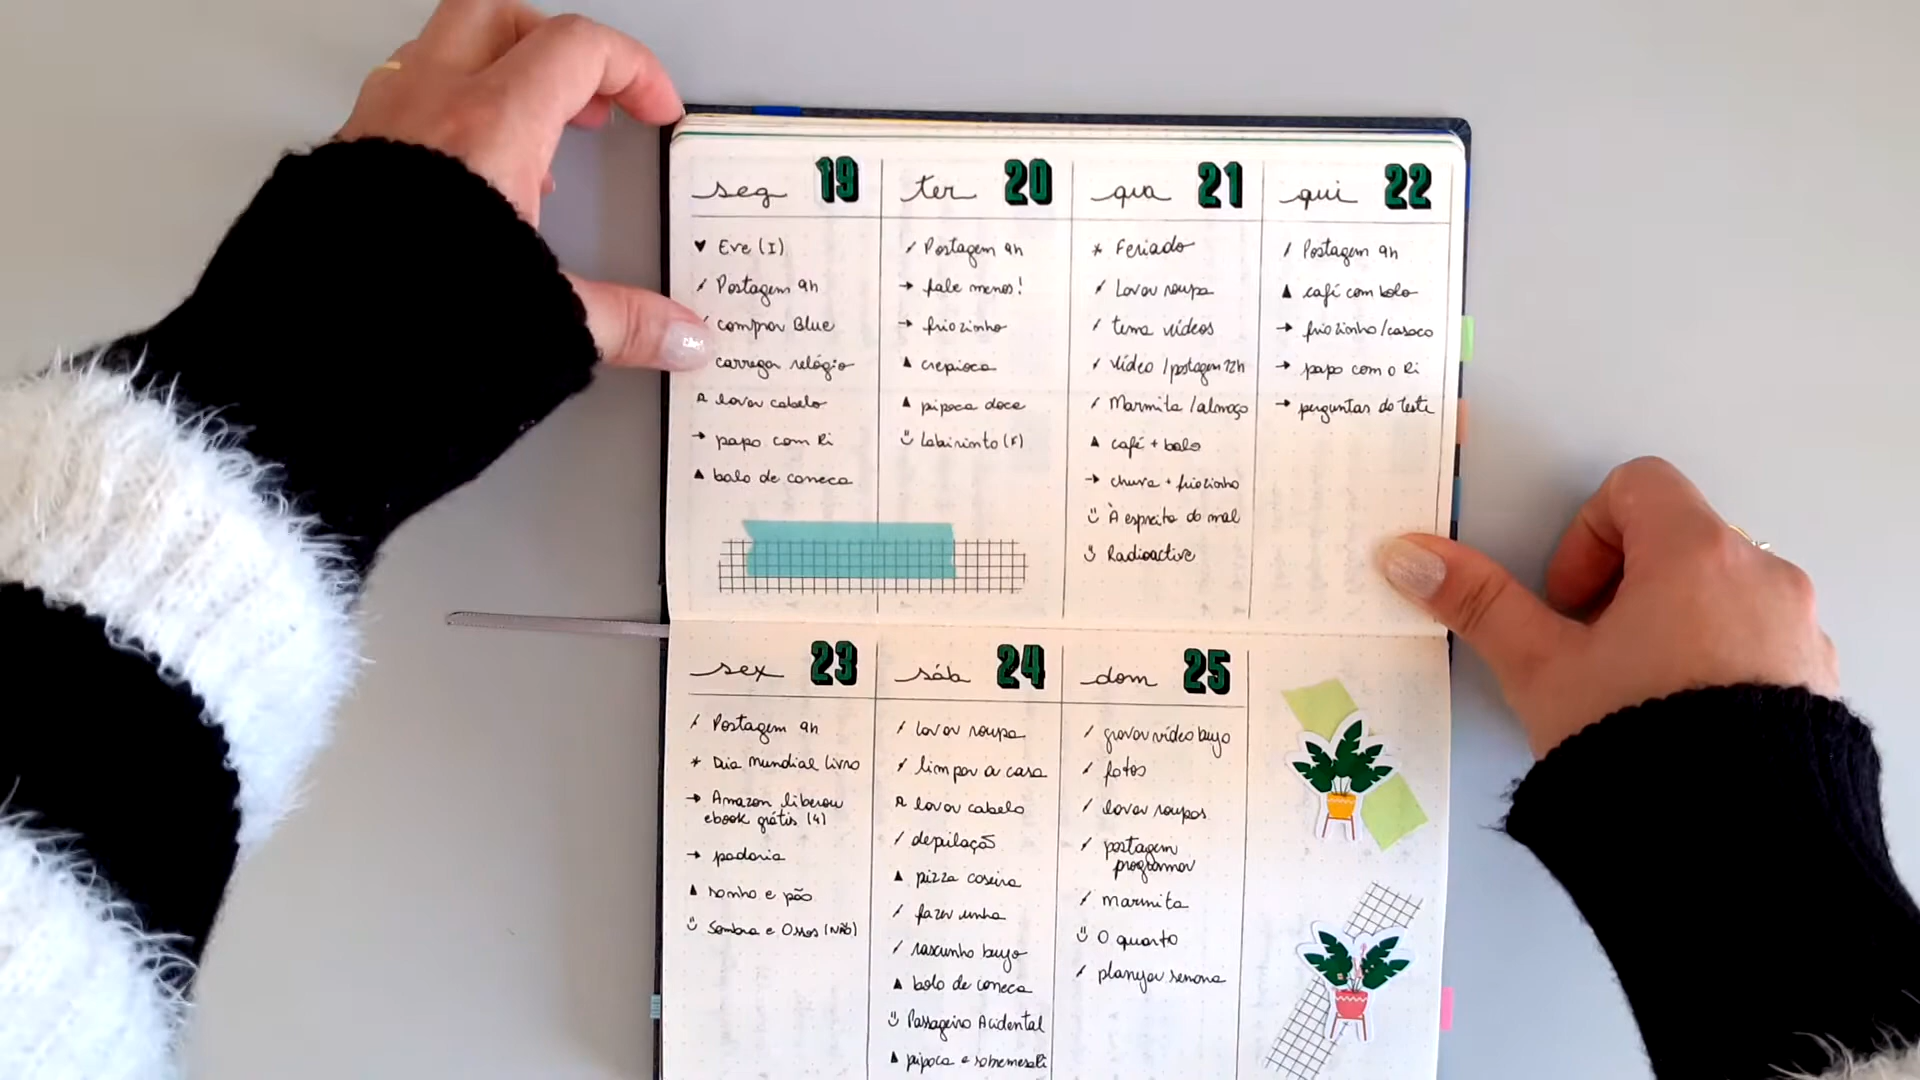 seg 19
♥ Eve (I)
/ Postagem 9h
/ comprar Blue
carregar relógio
lavar cabelo
→ papo com Ri
▲ bolo de caneca
ter 20
/ Postagem 9h
→ fale menos!
→ friozinho
▲ crepioca
▲ pipoca doce
Labirinto (F)
qua 21
* Feriado
/ Lavar roupa
/ tema vídeos
/ vídeo / postagem 12h
/ Marmita / almoço
▲ café + bolo
→ chuva + friozinho
À espreita do mal
Radioactive
qui 22
/ Postagem 9h
▲ café com bolo
→ friozinho / casaco
→ papo com o Ri
→ perguntas do teste
sex 23
/ Postagem 9h
* Dia Mundial Livro
→ Amazon liberou
ebook grátis (4)
→ padaria
▲ sonho e pão
Sombra e Ossos (Não)
sáb 24
/ lavar roupa
/ limpar a casa
lavar cabelo
/ depilação
▲ pizza caseira
/ fazer unha
/ rascunho bujo
▲ bolo de caneca
Passageiro Acidental
▲ pipoca e sobremesa
dom 25
/ gravar vídeo bujo
/ fotos
/ lavar roupas
/ postagem
programar
/ marmita
O quarto
/ planejar semana